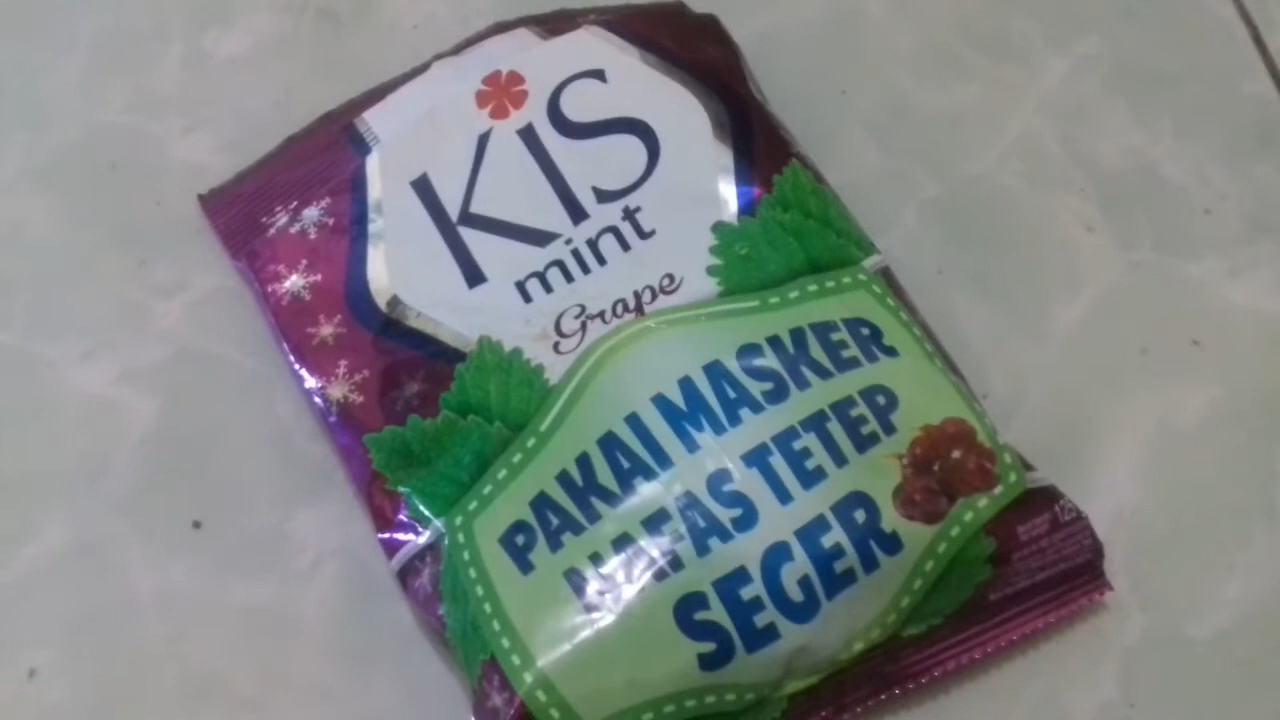 KIS
mint
Grape
PAKAI MASKER
NAFAS TETEP
SEGER